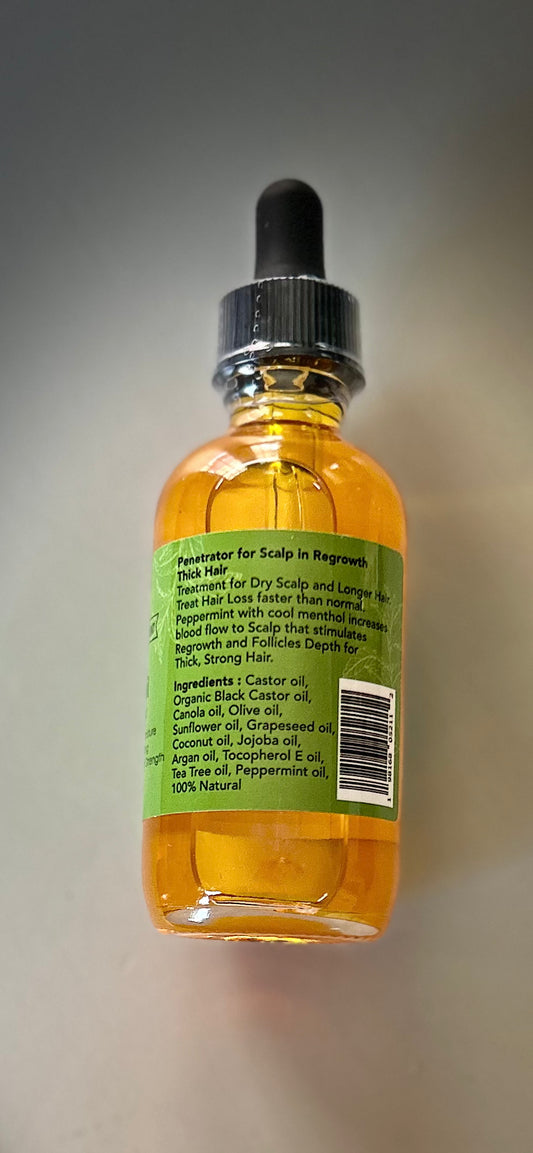 Penetrator for Scalp in Regrowth
Thick Hair
Treatment for Dry Scalp and Longer Hair.
Treat Hair Loss faster than normal.
Peppermint with cool menthol increases
blood flow to Scalp that stimulates
Regrowth and Follicles Depth for
Thick, Strong Hair.
Ingredients : Castor oil,
Organic Black Castor oil,
Canola oil, Olive oil,
Sunflower oil, Grapeseed oil,
Coconut oil, Jojoba oil,
Argan oil, Tocopherol E oil,
Tea Tree oil, Peppermint oil,
100% Natural